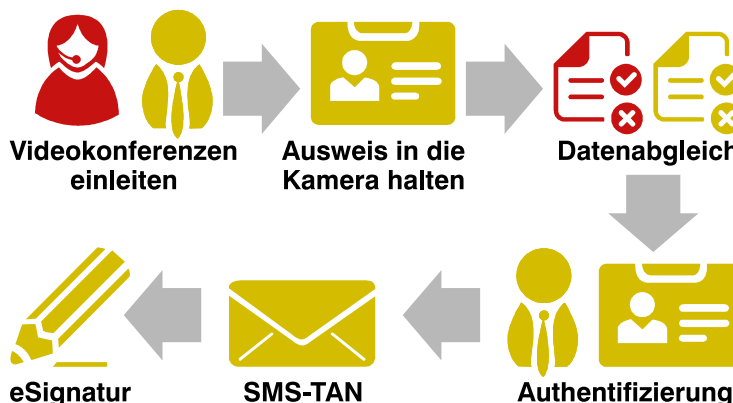 Videokonferenzen
einleiten
Ausweis in die
Kamera halten
Datenabgleich
Authentifizierung
SMS-TAN
eSignatur